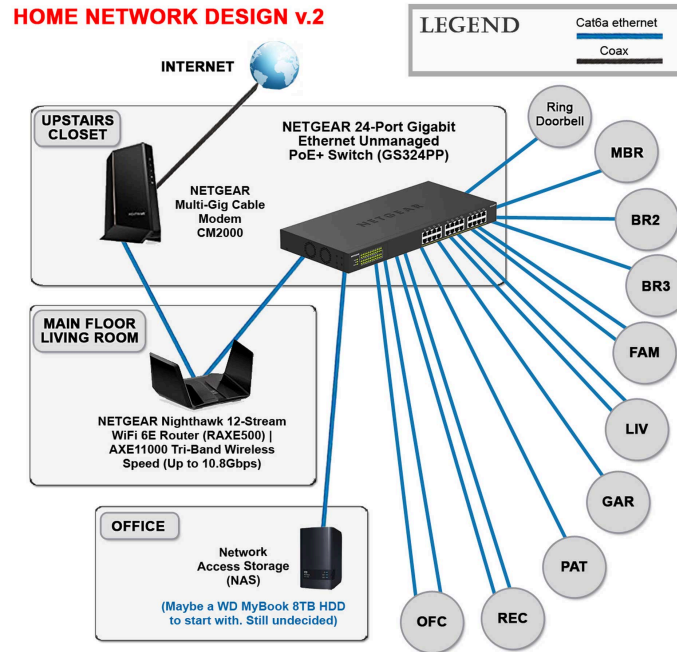 HOME NETWORK DESIGN v.2
LEGEND
Cat6a ethernet
Coax
INTERNET
UPSTAIRS
CLOSET
NETGEAR 24-Port Gigabit
Ethernet Unmanaged
PoE+ Switch (GS324PP)
NETGEAR
Multi-Gig Cable
Modem
CM2000
NETGEAR
Ring
Doorbell
MBR
BR2
BR3
FAM
LIV
GAR
PAT
REC
OFC
MAIN FLOOR
LIVING ROOM
NETGEAR Nighthawk 12-Stream
WiFi 6E Router (RAXE500) |
AXE11000 Tri-Band Wireless
Speed (Up to 10.8Gbps)
OFFICE
Network
Access Storage
(NAS)
(Maybe a WD MyBook 8TB HDD
to start with. Still undecided)